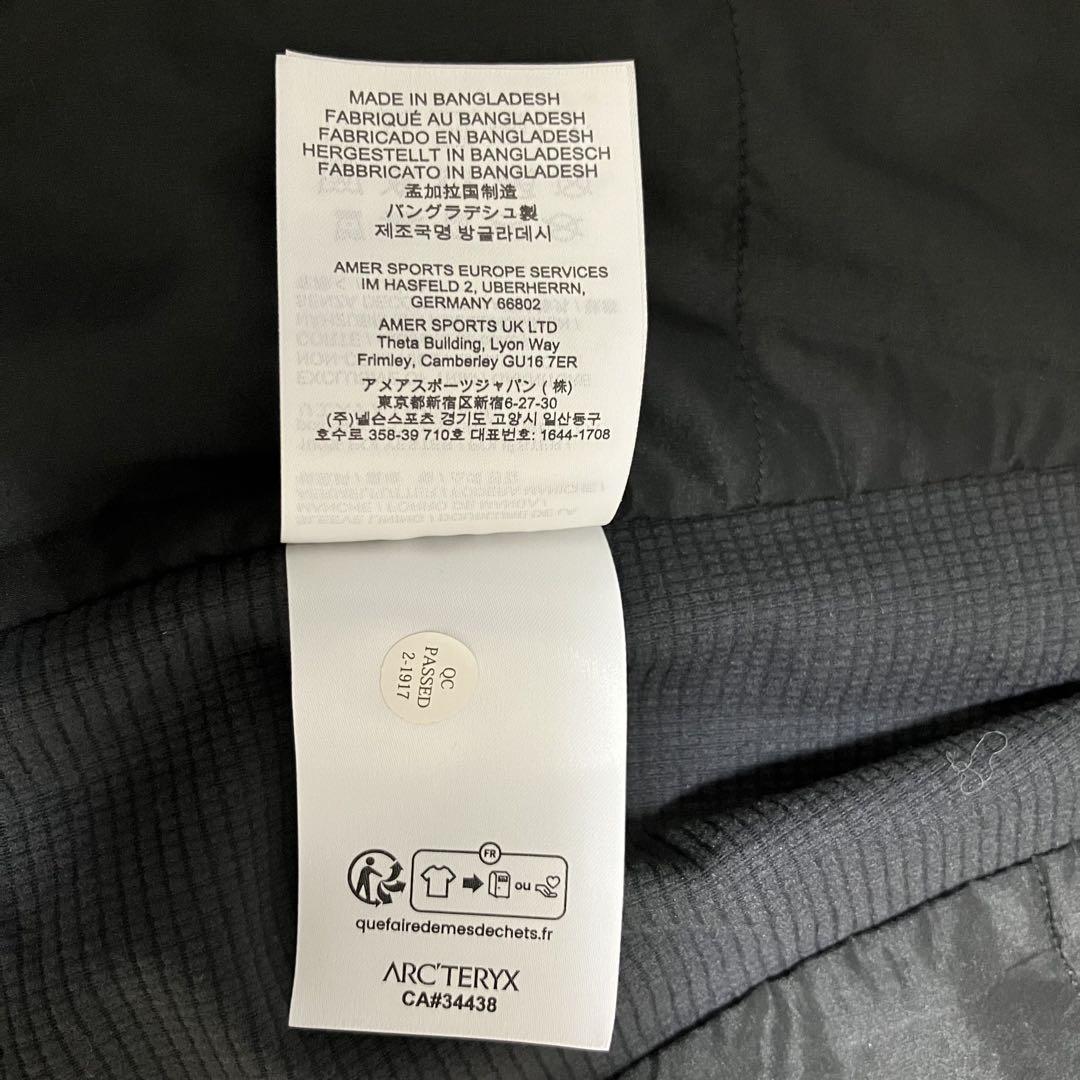 MADE IN BANGLADESH
FABRIQUÉ AU BANGLADESH
FABRICADO EN BANGLADESH
HERGESTELLT IN BANGLADESCH
FABBRICATO IN BANGLADESH
孟加拉国制造
バングラデシュ製
제조국명 방글라데시
AMER SPORTS EUROPE SERVICES
IM HASFELD 2, UBERHERRN,
GERMANY 66802
AMER SPORTS UK LTD
Theta Building, Lyon Way
Frimley, Camberley GU16 7ER
アメアスポーツジャパン (株)
東京都新宿区新宿6-27-30
(주)넬슨스포츠 경기도 고양시 일산동구
호수로 358-39 710호 대표번호: 1644-1708
QC
PASSED
2-1917
FR
ou
quefairedemesdechets.fr
ARC'TERYX
CA#34438